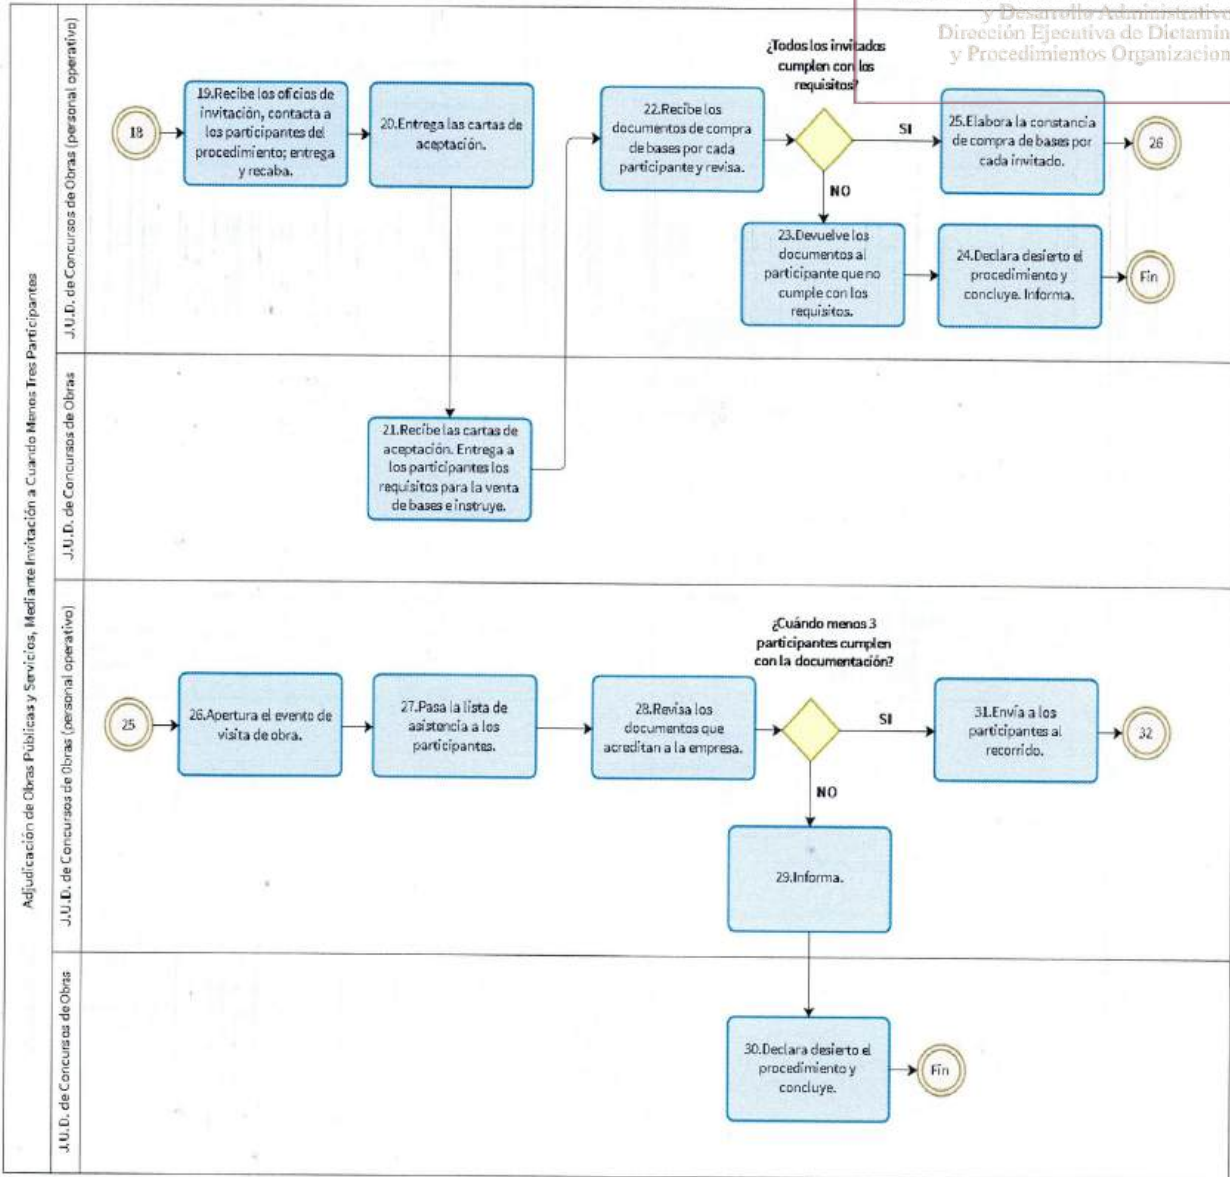 y Desarrollo Administrativo
Dirección Ejecutiva de Dictamin
y Procedimientos Organizacion
Adjudicación de Obras Públicas y Servicios, Mediante Invitación a Cuando Menos Tres Participantes
J.U.D. de Concursos de Obras (personal operativo)
18
19.Recibe los oficios de
invitación, contacta a
los participantes del
procedimiento; entrega
y recaba.
20.Entrega las cartas de
aceptación.
22.Recibe los
documentos de compra
de bases por cada
participante y revisa.
¿Todos los invitados
cumplen con los
requisitos?
SI
25.Elabora la constancia
de compra de bases por
cada invitado.
26
NO
23.Devuelve los
documentos al
participante que no
cumple con los
requisitos.
24.Declara desierto el
procedimiento y
concluye. Informa.
Fin
J.U.D. de Concursos de Obras
21.Recibe las cartas de
aceptación. Entrega a
los participantes los
requisitos para la venta
de bases e instruye.
J.U.D. de Concursos de Obras (personal operativo)
25
26.Apertura el evento de
visita de obra.
27.Pasa la lista de
asistencia a los
participantes.
28.Revisa los
documentos que
acreditan a la empresa.
¿Cuándo menos 3
participantes cumplen
con la documentación?
SI
31.Envía a los
participantes al
recorrido.
32
NO
29.Informa.
J.U.D. de Concursos de Obras
30.Declara desierto el
procedimiento y
concluye.
Fin